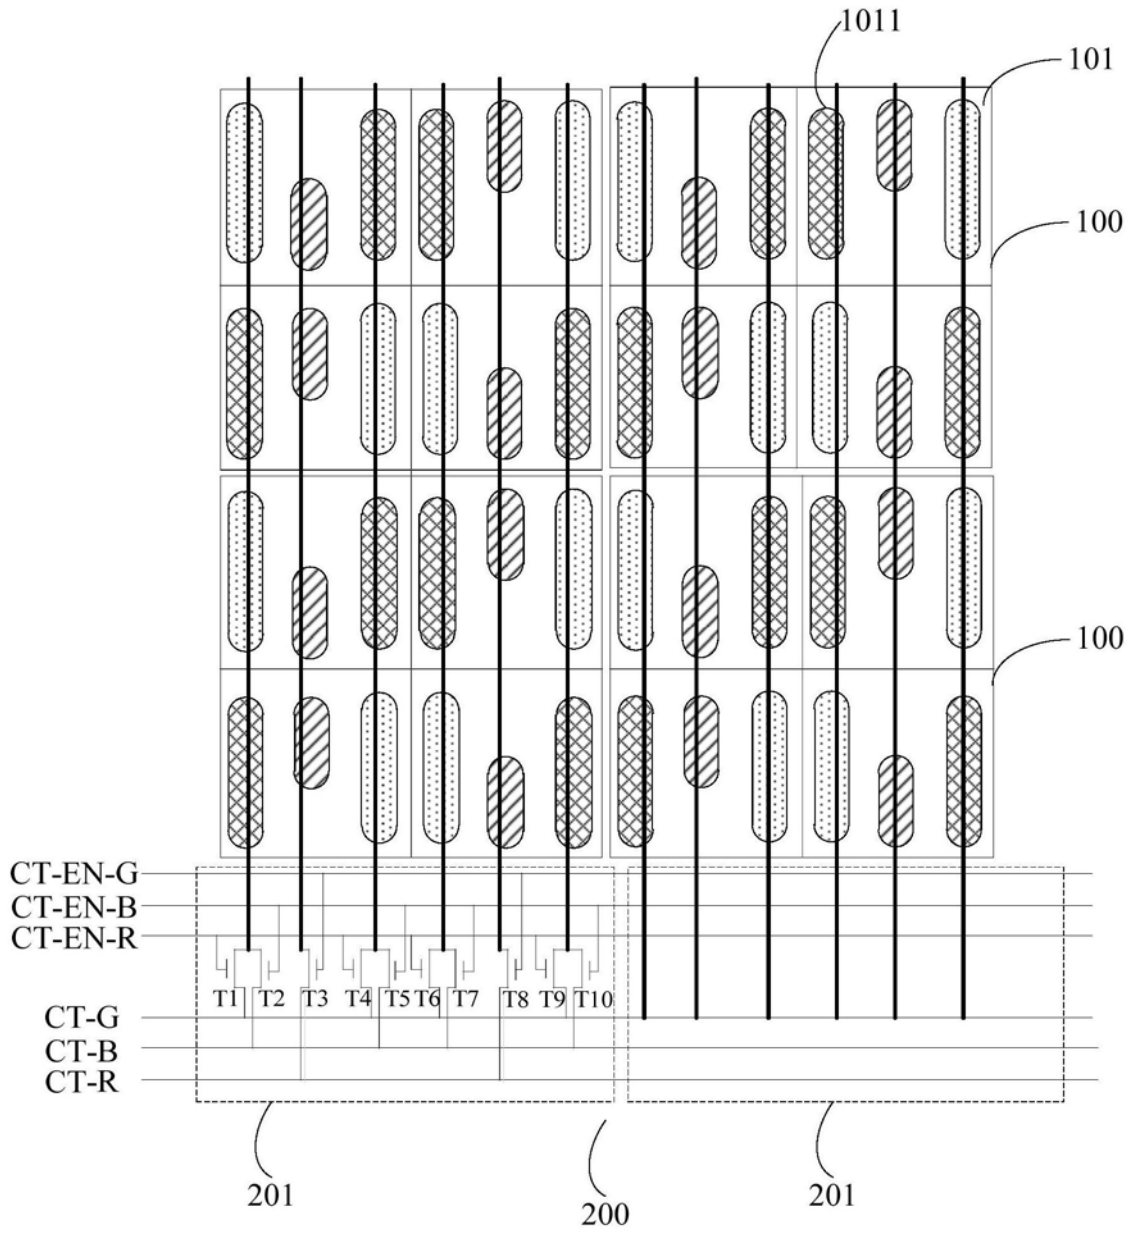 1011
101
100
100
CT-EN-G
CT-EN-B
CT-EN-R
T1 T2 T3 T4 T5 T6 T7 T8 T9 T10
CT-G
CT-B
CT-R
201 201
200